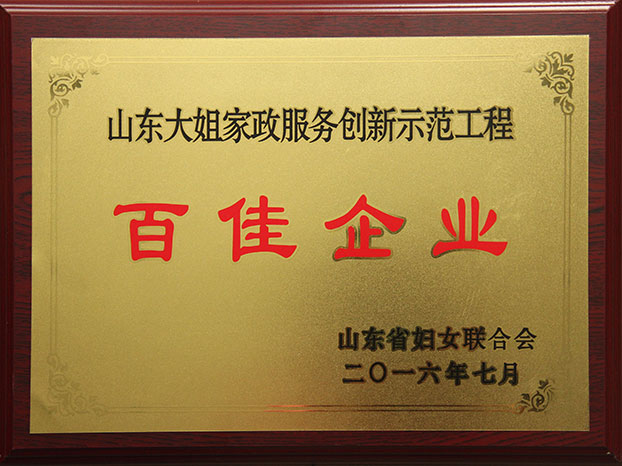 山东大姐家政服务创新示范工程
百佳企业
山东省妇女联合会
二〇一六年七月